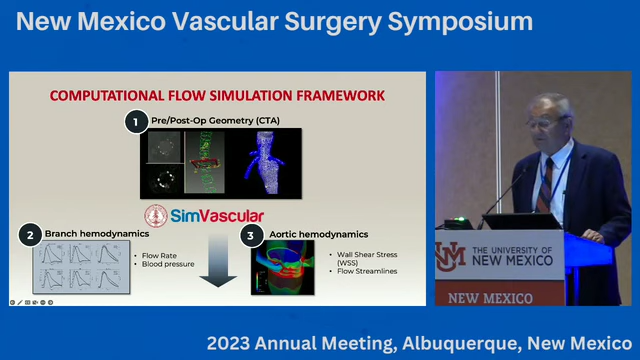 New Mexico Vascular Surgery Symposium
COMPUTATIONAL FLOW SIMULATION FRAMEWORK
1 Pre/Post-Op Geometry (CTA)
SimVascular
2 Branch hemodynamics
• Flow Rate
• Blood pressure
3 Aortic hemodynamics
• Wall Shear Stress
(WSS)
• Flow Streamlines
NM
THE UNIVERSITY OF
NEW MEXICO
NEW MEXICO
2023 Annual Meeting, Albuquerque, New Mexico